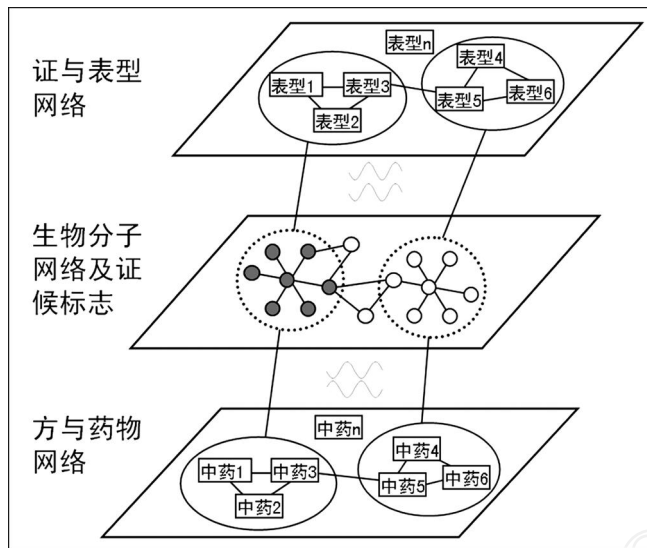 证与表型
网络
表型n
表型1
表型3
表型2
表型4
表型5
表型6
生物分子
网络及证
候标志
方与药物
网络
中药n
中药1
中药3
中药2
中药4
中药5
中药6